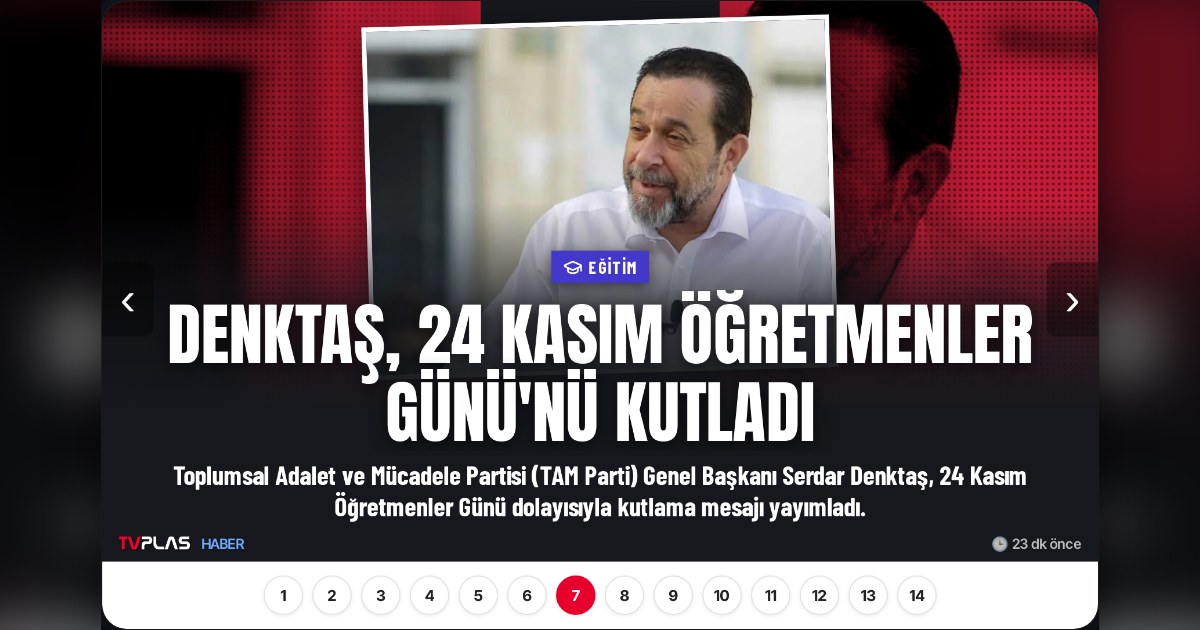 EĞİTİM
‹
›
DENKTAŞ, 24 KASIM ÖĞRETMENLER
GÜNÜ'NÜ KUTLADI
Toplumsal Adalet ve Mücadele Partisi (TAM Parti) Genel Başkanı Serdar Denktaş, 24 Kasım
Öğretmenler Günü dolayısıyla kutlama mesajı yayımladı.
TVPLAS HABER
23 dk önce
1 2 3 4 5 6 7 8 9 10 11 12 13 14